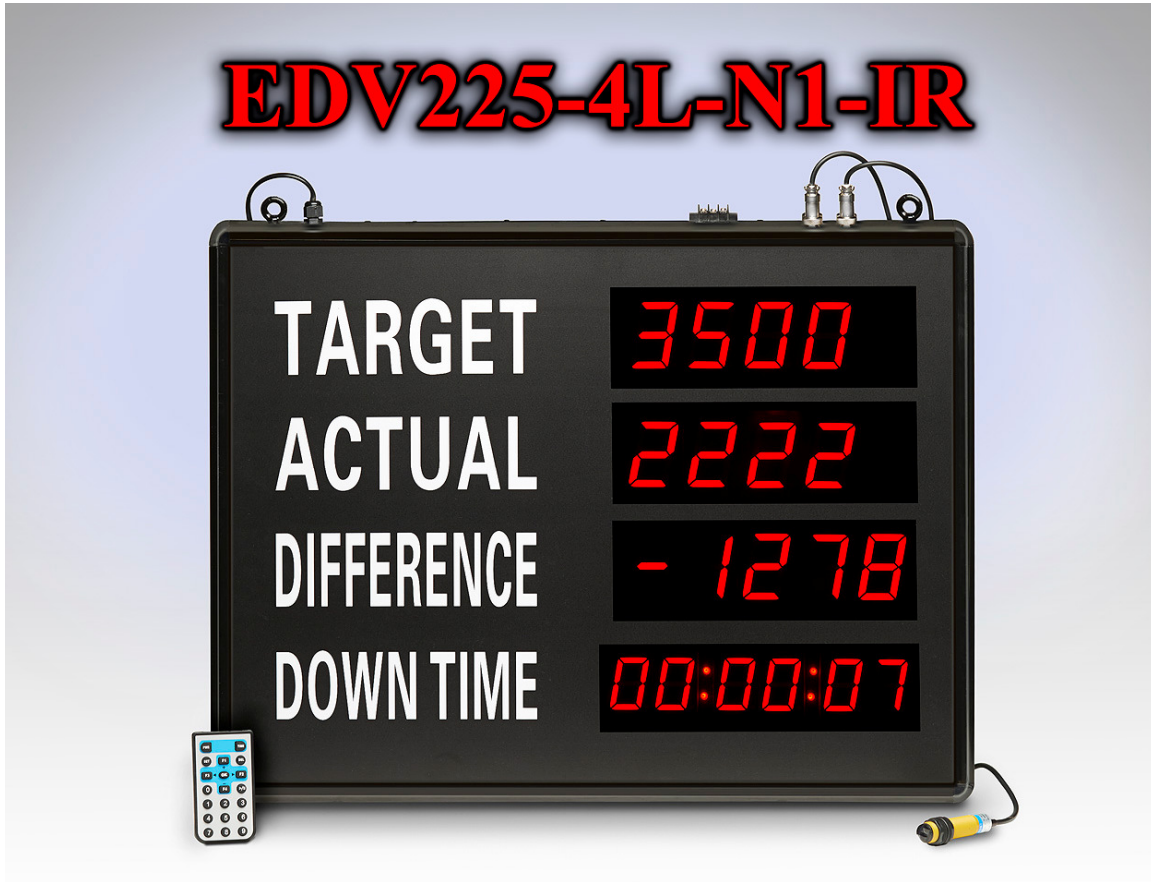 EDV225-4L-N1-IR
TARGET 3500
ACTUAL 2222
DIFFERENCE -1278
DOWN TIME 00:00:07